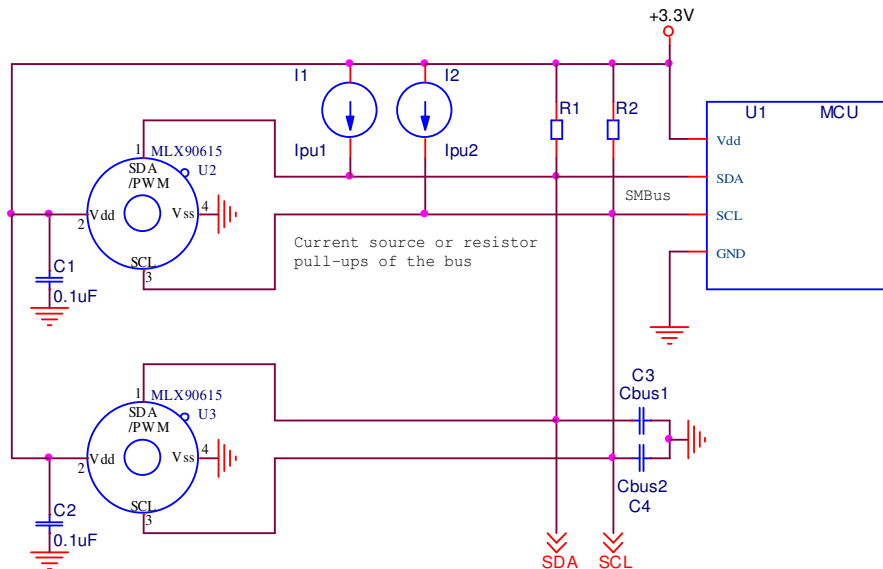 +3.3V
I1
I2
R1
R2
U1
MCU
Ipu1
Ipu2
Vdd
SDA
SCL
GND
SMBus
1
MLX90615
SDA
/PWM
U2
Vdd
2
Vss
4
SCL
3
C1
0.1uF
Current source or resistor
pull-ups of the bus
1
MLX90615
SDA
/PWM
U3
Vdd
2
Vss
4
SCL
3
C2
0.1uF
C3
Cbus1
Cbus2
C4
SDA
SCL